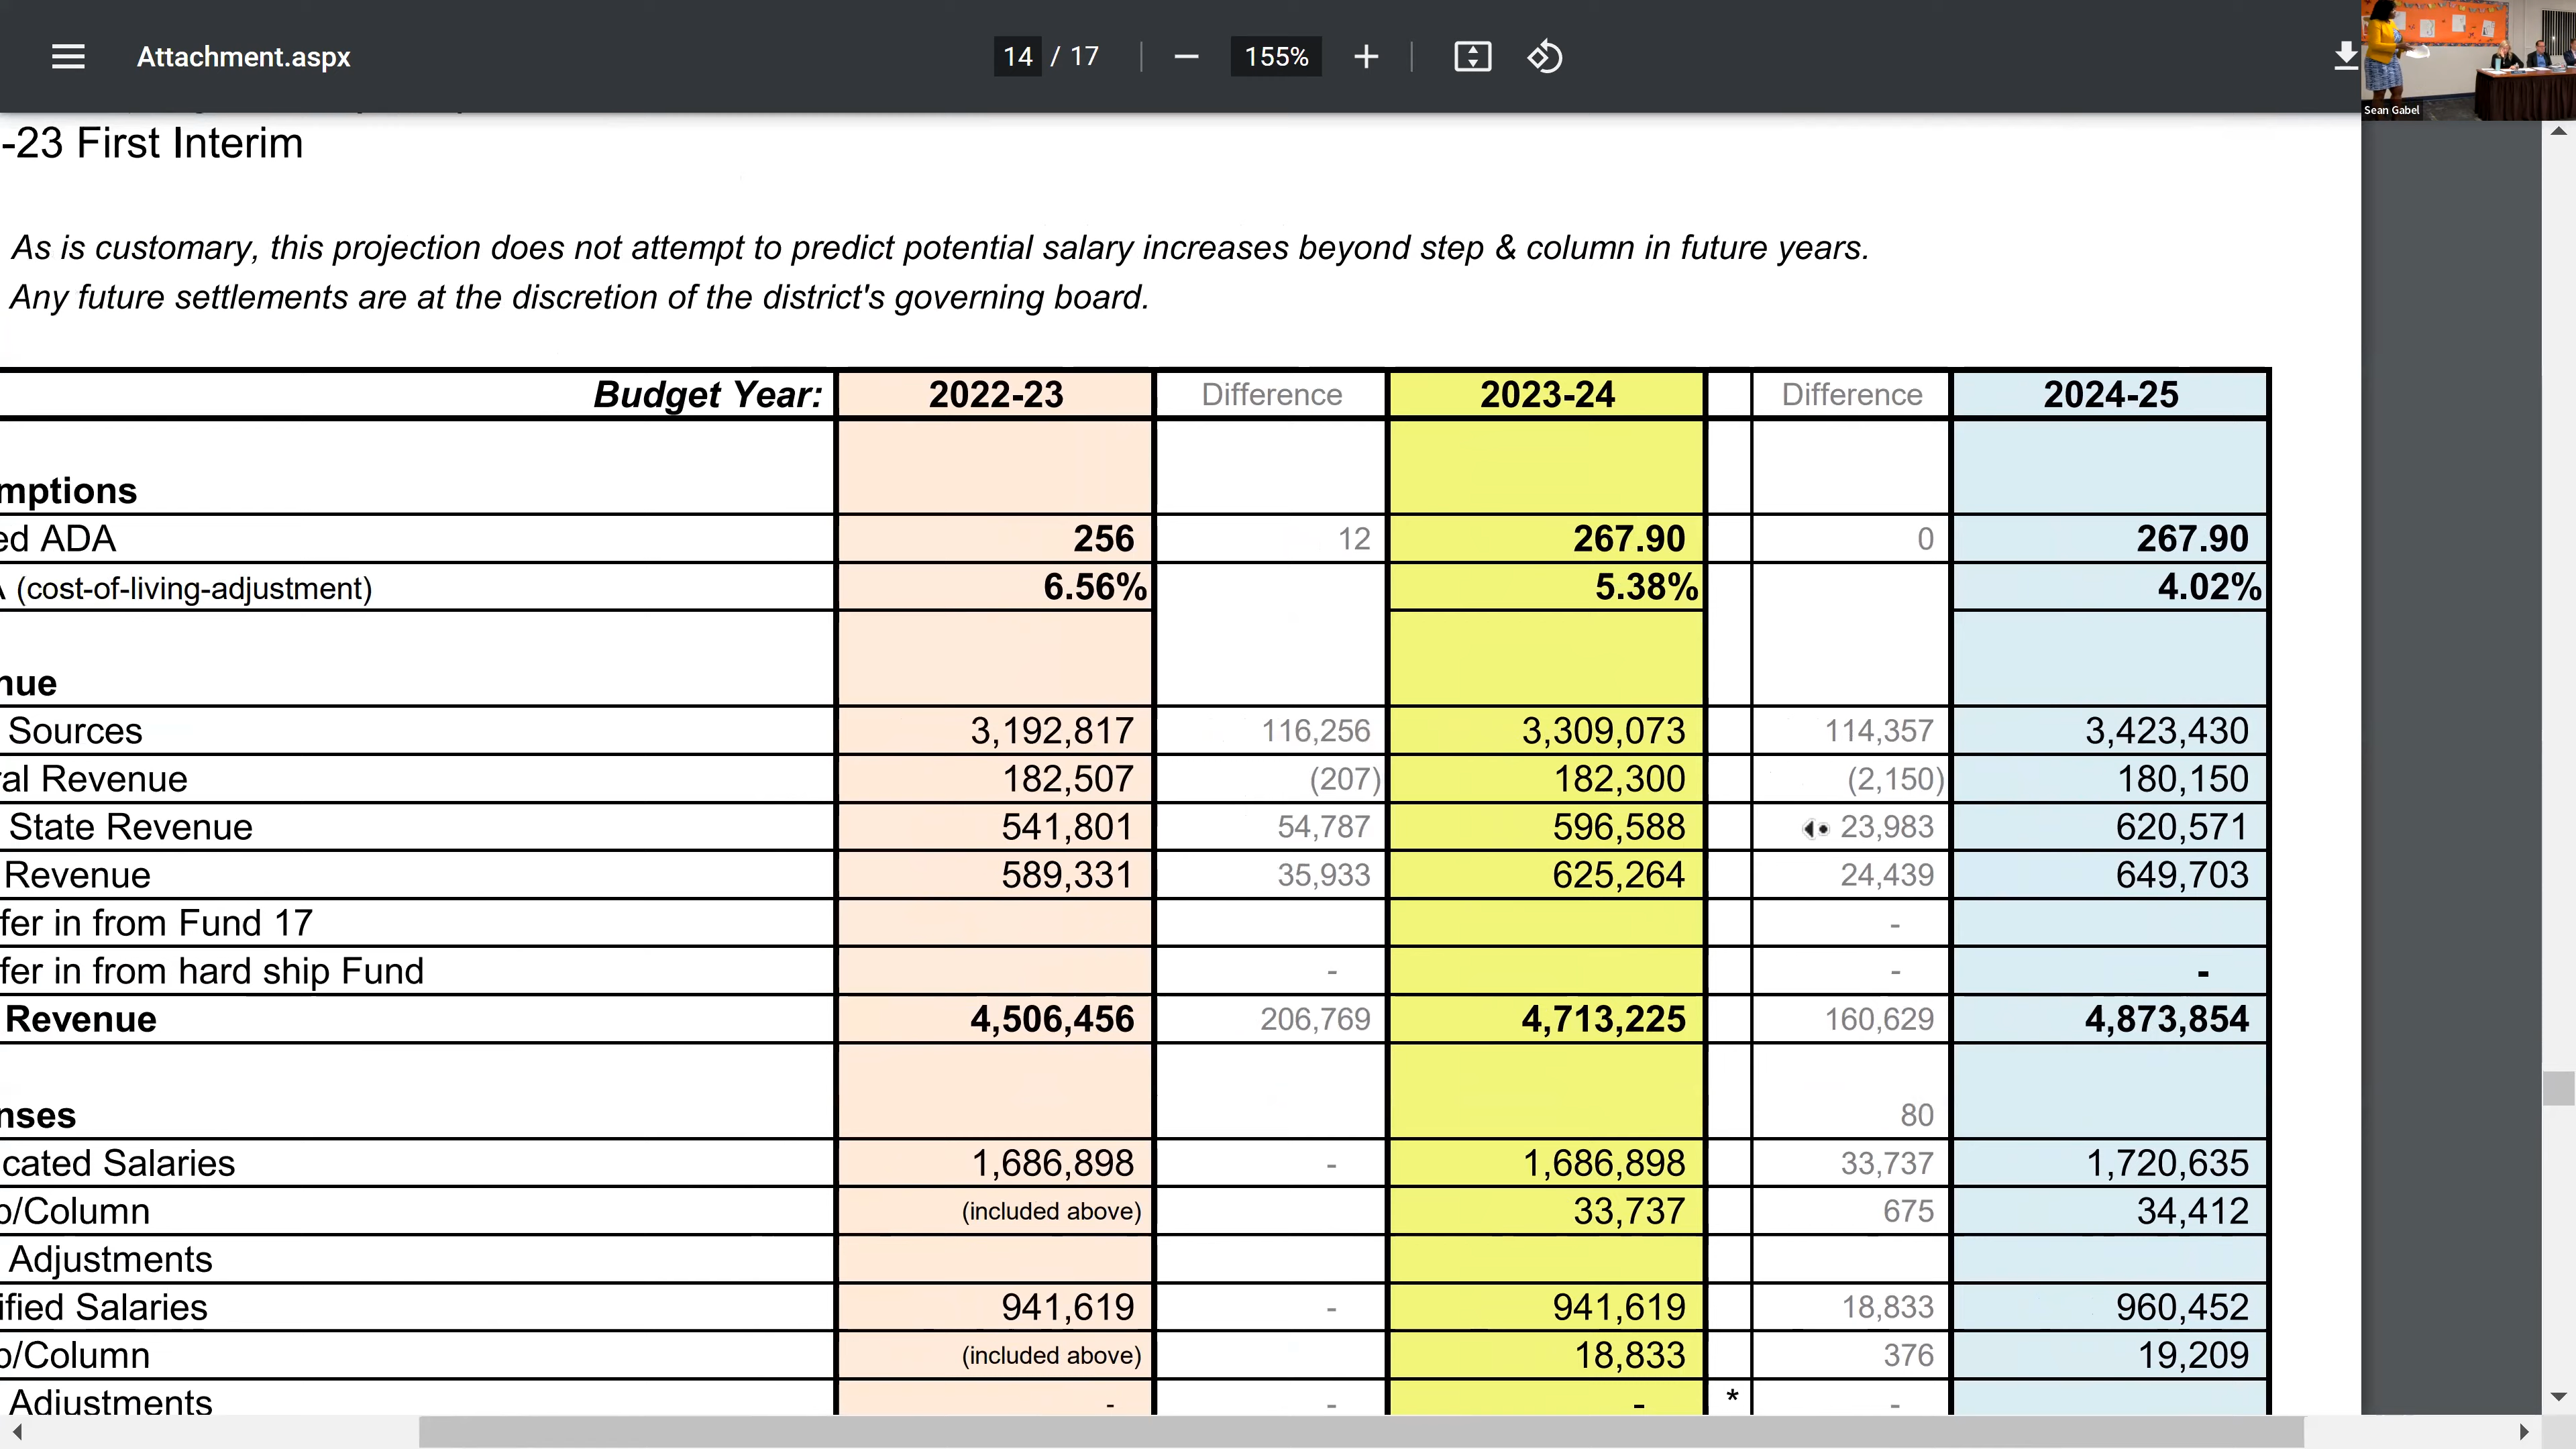 Attachment.aspx 14 / 17 155%
Sean Gabel
-23 First Interim
As is customary, this projection does not attempt to predict potential salary increases beyond step & column in future years.
Any future settlements are at the discretion of the district's governing board.
Budget Year: 2022-23 Difference 2023-24 Difference 2024-25
mptions
ed ADA 256 12 267.90 0 267.90
(cost-of-living-adjustment) 6.56% 5.38% 4.02%
nue
Sources 3,192,817 116,256 3,309,073 114,357 3,423,430
al Revenue 182,507 (207) 182,300 (2,150) 180,150
State Revenue 541,801 54,787 596,588 23,983 620,571
Revenue 589,331 35,933 625,264 24,439 649,703
fer in from Fund 17 -
fer in from hard ship Fund - - -
Revenue 4,506,456 206,769 4,713,225 160,629 4,873,854
80
nses
cated Salaries 1,686,898 - 1,686,898 33,737 1,720,635
/Column (included above) 33,737 675 34,412
Adjustments
ified Salaries 941,619 - 941,619 18,833 960,452
/Column (included above) 18,833 376 19,209
Adjustments - - - * -